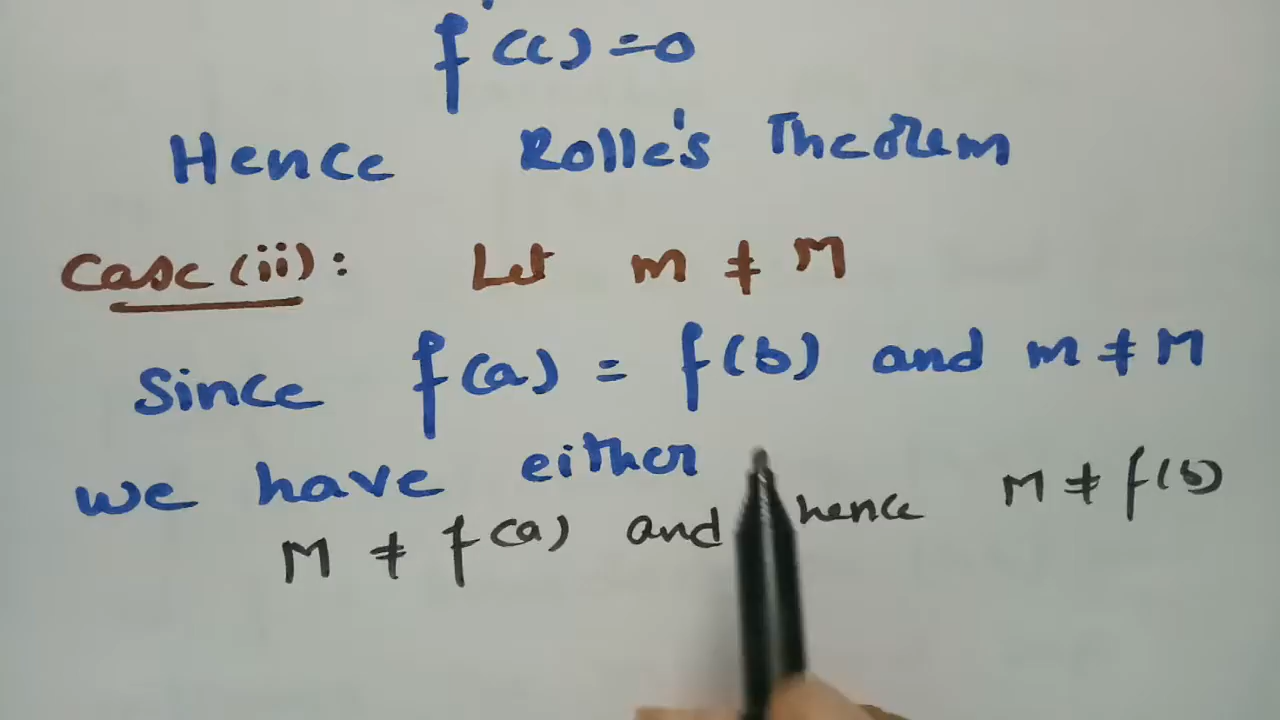 f'(c)=0
Hence Rolle's Theorem
Case (ii): Let m ≠ M
Since f(a) = f(b) and m ≠ M
we have either
M ≠ f(a) and hence M ≠ f(b)